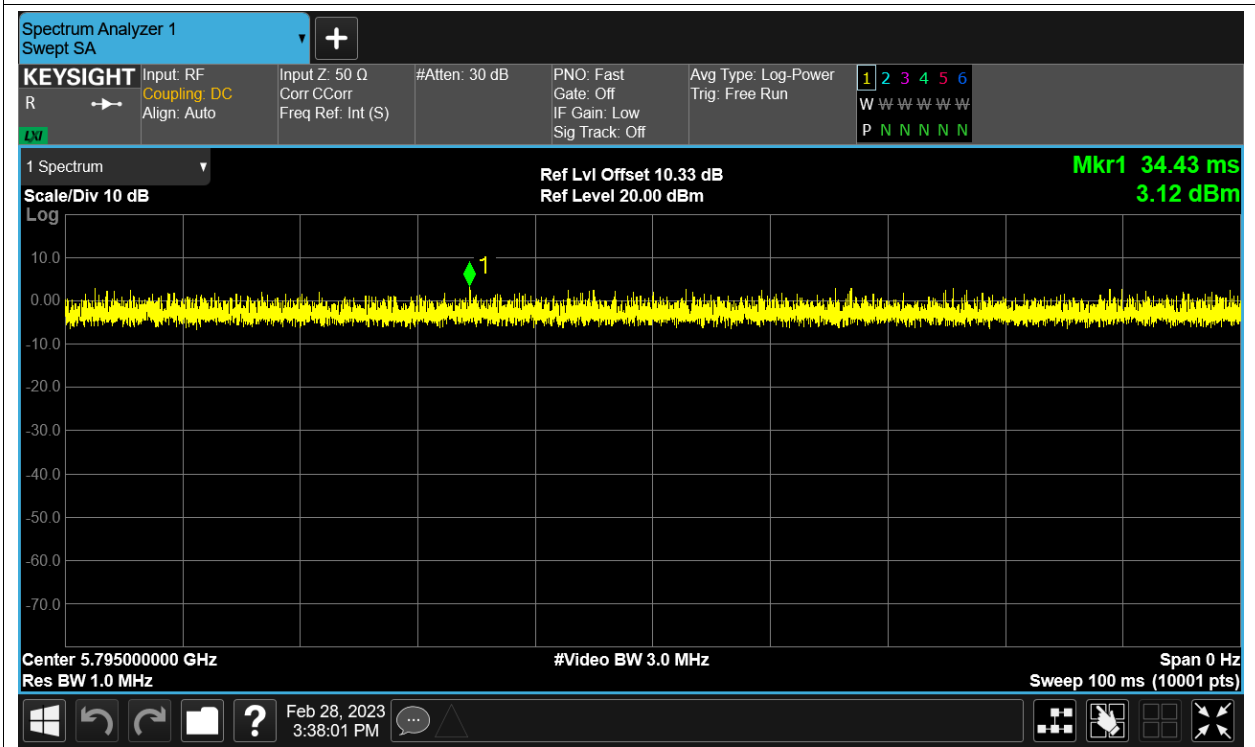 Spectrum Analyzer 1
Swept SA
KEYSIGHT
R
LXI
Input: RF
Coupling: DC
Align: Auto
Input Z: 50 Ω
Corr CCorr
Freq Ref: Int (S)
#Atten: 30 dB
PNO: Fast
Gate: Off
IF Gain: Low
Sig Track: Off
Avg Type: Log-Power
Trig: Free Run
1 2 3 4 5 6
W W W W W W
P N N N N N
1 Spectrum
Scale/Div 10 dB
Ref Lvl Offset 10.33 dB
Ref Level 20.00 dBm
Mkr1 34.43 ms
3.12 dBm
Log
10.0
0.00
-10.0
-20.0
-30.0
-40.0
-50.0
-60.0
-70.0
1
Center 5.795000000 GHz
Res BW 1.0 MHz
#Video BW 3.0 MHz
Span 0 Hz
Sweep 100 ms (10001 pts)
?
Feb 28, 2023
3:38:01 PM